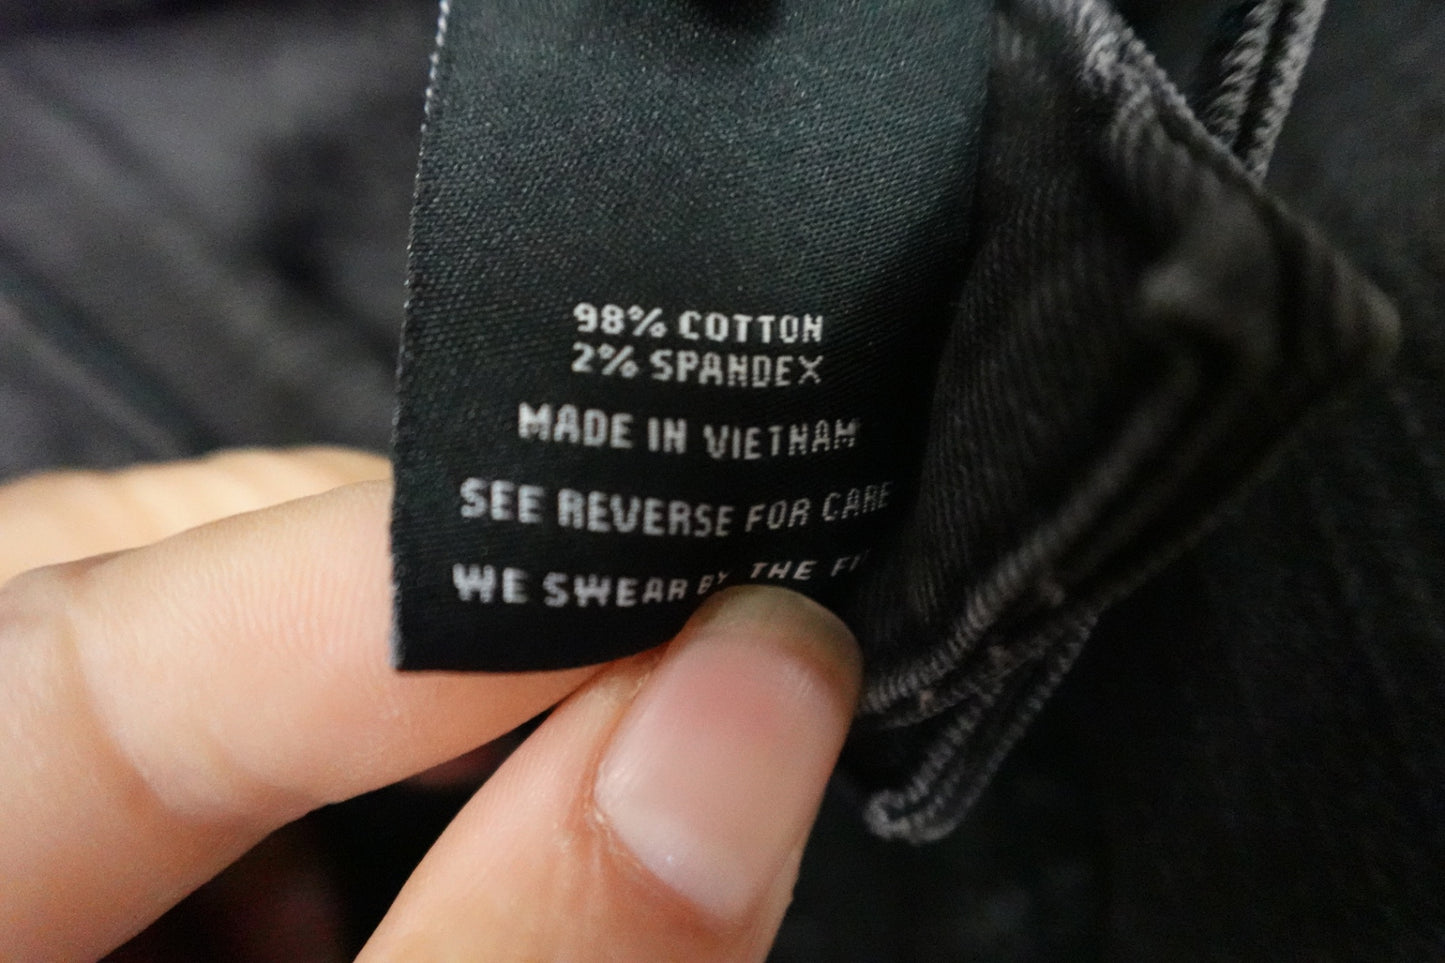 98% COTTON
2% SPANDEX
MADE IN VIETNAM
SEE REVERSE FOR CARE
WE SWEAR BY THE